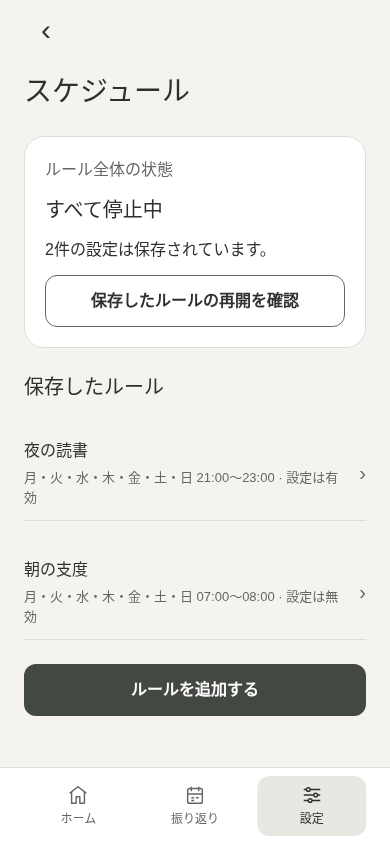 ‹
スケジュール
ルール全体の状態
すべて停止中
2件の設定は保存されています。
保存したルールの再開を確認
保存したルール
夜の読書
月・火・水・木・金・土・日 21:00〜23:00 · 設定は有
効
›
朝の支度
月・火・水・木・金・土・日 07:00〜08:00 · 設定は無
効
›
ルールを追加する
ホーム
振り返り
設定